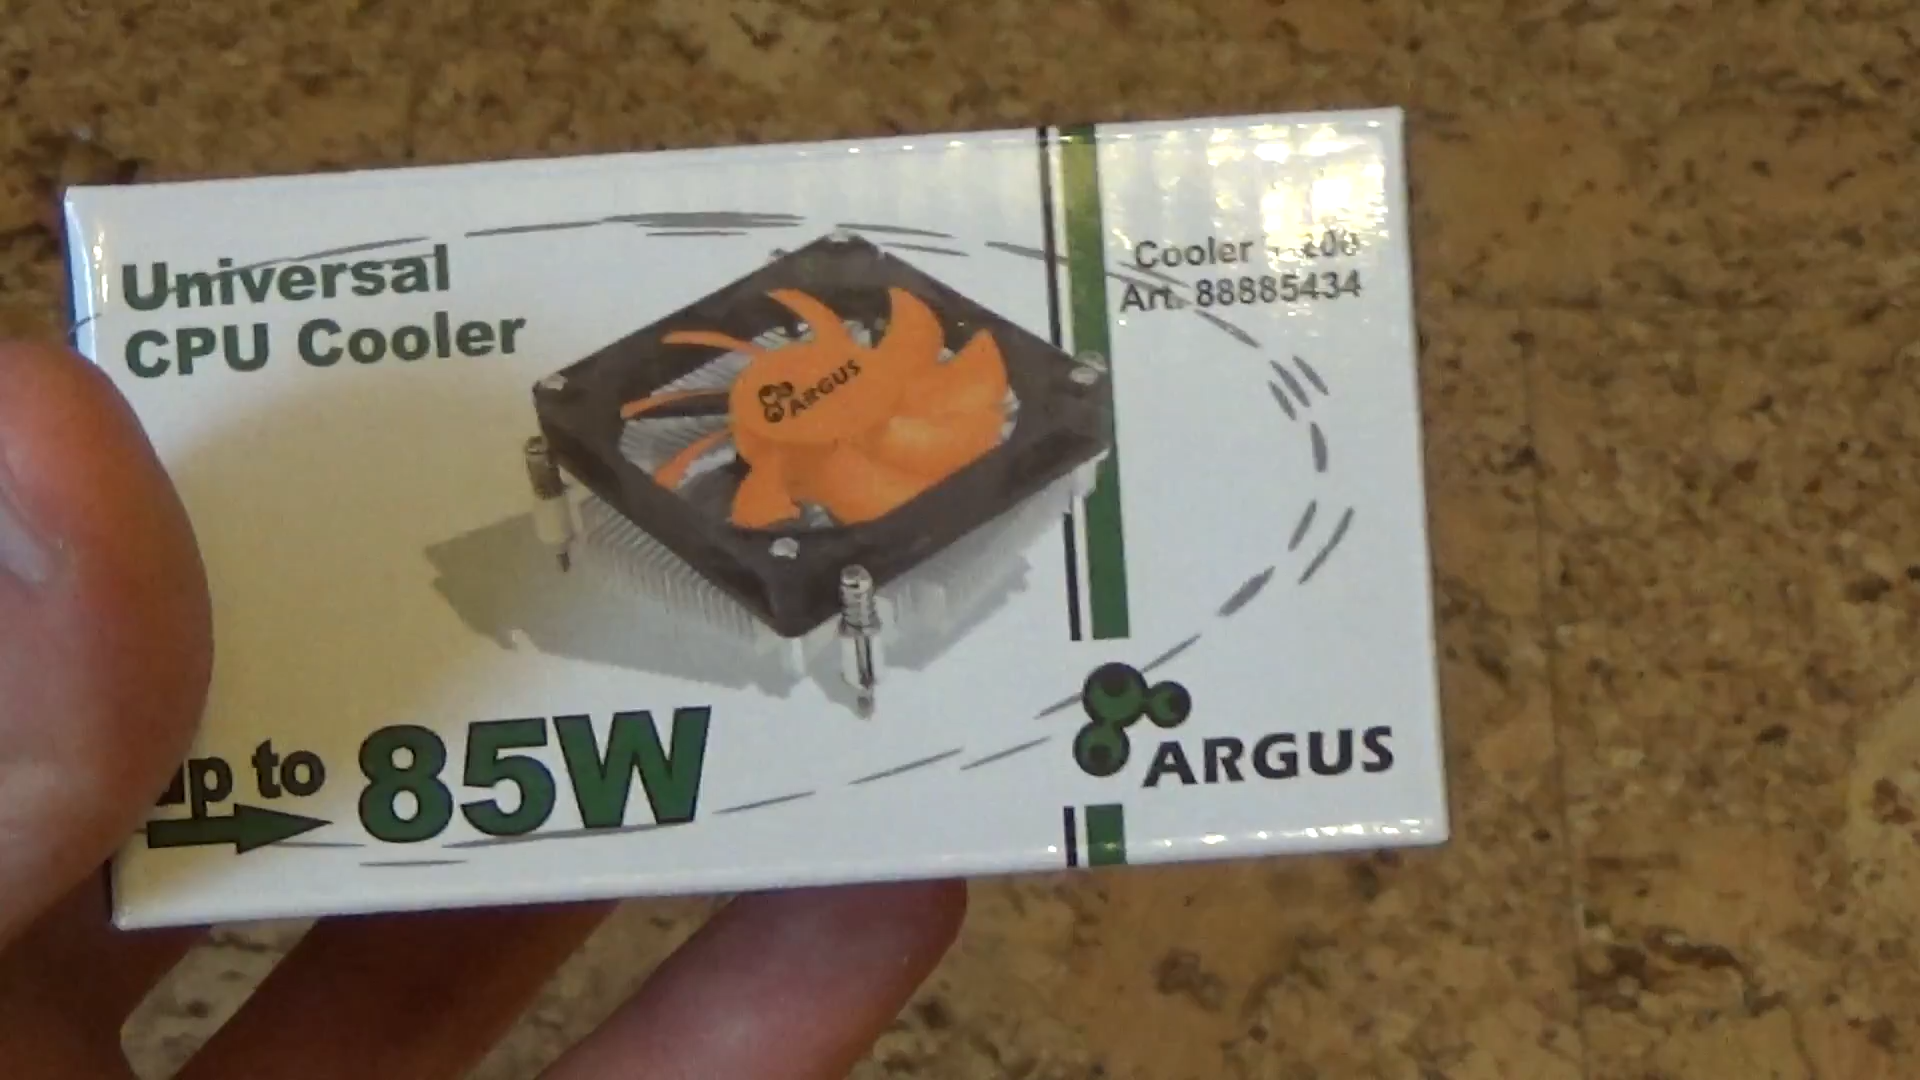 Universal
CPU Cooler
Cooler
Art. 88885434
ARGUS
up to 85W
ARGUS